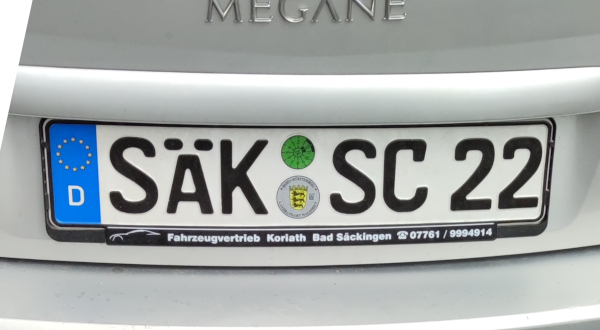 MEGANE
D SÄK SC 22
Fahrzeugvertrieb Koriath Bad Säckingen ☎ 07761 / 9994914